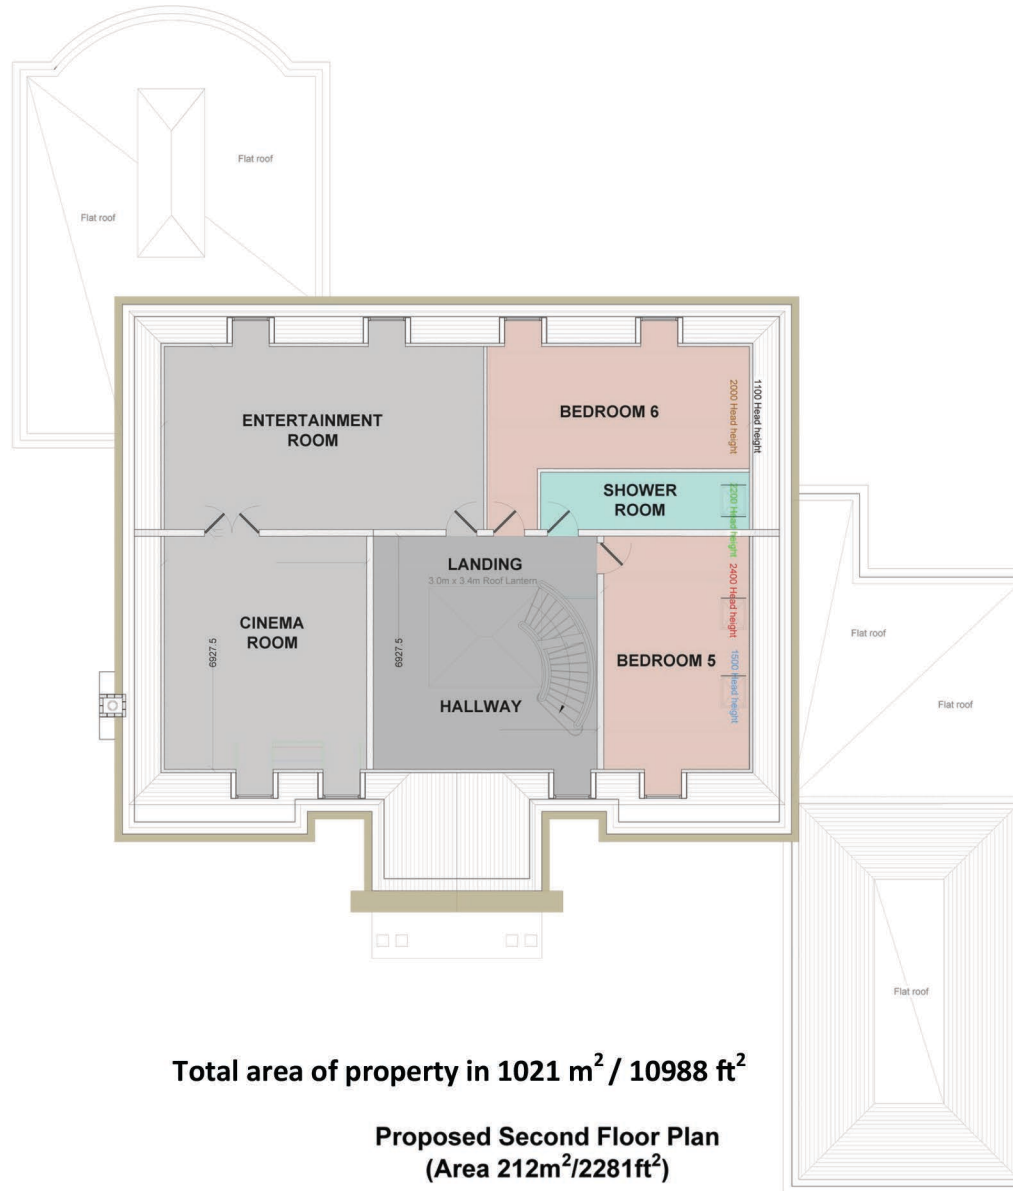 Flat roof
Flat roof
ENTERTAINMENT
ROOM
BEDROOM 6
2000 Head height
1100 Head height
SHOWER
ROOM
2200 Head height
LANDING
3.0m x 3.4m Roof Lantern
2400 Head height
CINEMA
ROOM
6927.5
6927.5
BEDROOM 5
1500 Head height
HALLWAY
Flat roof
Flat roof
Flat roof
Total area of property in 1021 m² / 10988 ft²
Proposed Second Floor Plan
(Area 212m²/2281ft²)